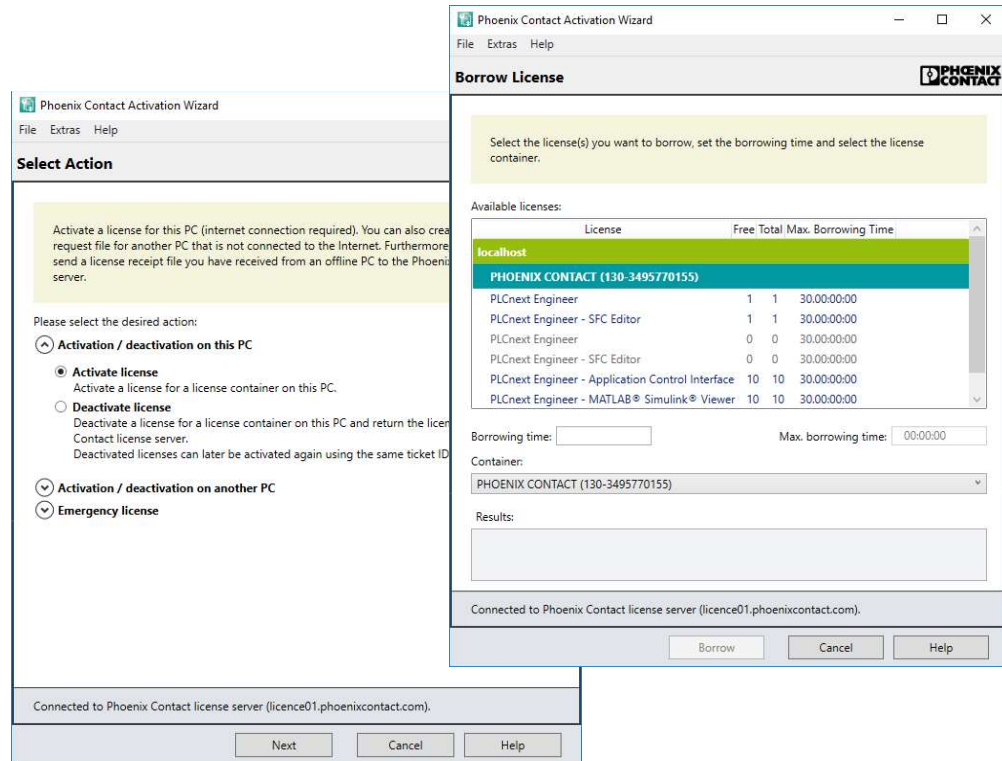 Phoenix Contact Activation Wizard
File Extras Help
Select Action
Activate a license for this PC (internet connection required). You can also
request file for another PC that is not connected to the Internet. Furthermore
send a license receipt file you have received from an offline PC to the
server.
Please select the desired action:
Activation / deactivation on this PC
Activate license
Activate a license for a license container on this PC.
Deactivate license
Deactivate a license for a license container on this PC and return the
Contact license server.
Deactivated licenses can later be activated again using the same ticket ID
Activation / deactivation on another PC
Emergency license
Connected to Phoenix Contact license server (licence01.phoenixcontact.com).
Next Cancel Help
Phoenix Contact Activation Wizard
File Extras Help
Borrow License
PHŒNIX
CONTACT
Select the license(s) you want to borrow, set the borrowing time and select the license
container.
Available licenses:
License Free Total Max. Borrowing Time
localhost
PHOENIX CONTACT (130-3495770155)
PLCnext Engineer 1 1 30.00:00:00
PLCnext Engineer - SFC Editor 1 1 30.00:00:00
PLCnext Engineer 0 0 30.00:00:00
PLCnext Engineer - SFC Editor 0 0 30.00:00:00
PLCnext Engineer - Application Control Interface 10 10 30.00:00:00
PLCnext Engineer - MATLAB® Simulink® Viewer 10 10 30.00:00:00
Borrowing time: Max. borrowing time: 00:00:00
Container:
PHOENIX CONTACT (130-3495770155)
Results:
Connected to Phoenix Contact license server (licence01.phoenixcontact.com).
Borrow Cancel Help